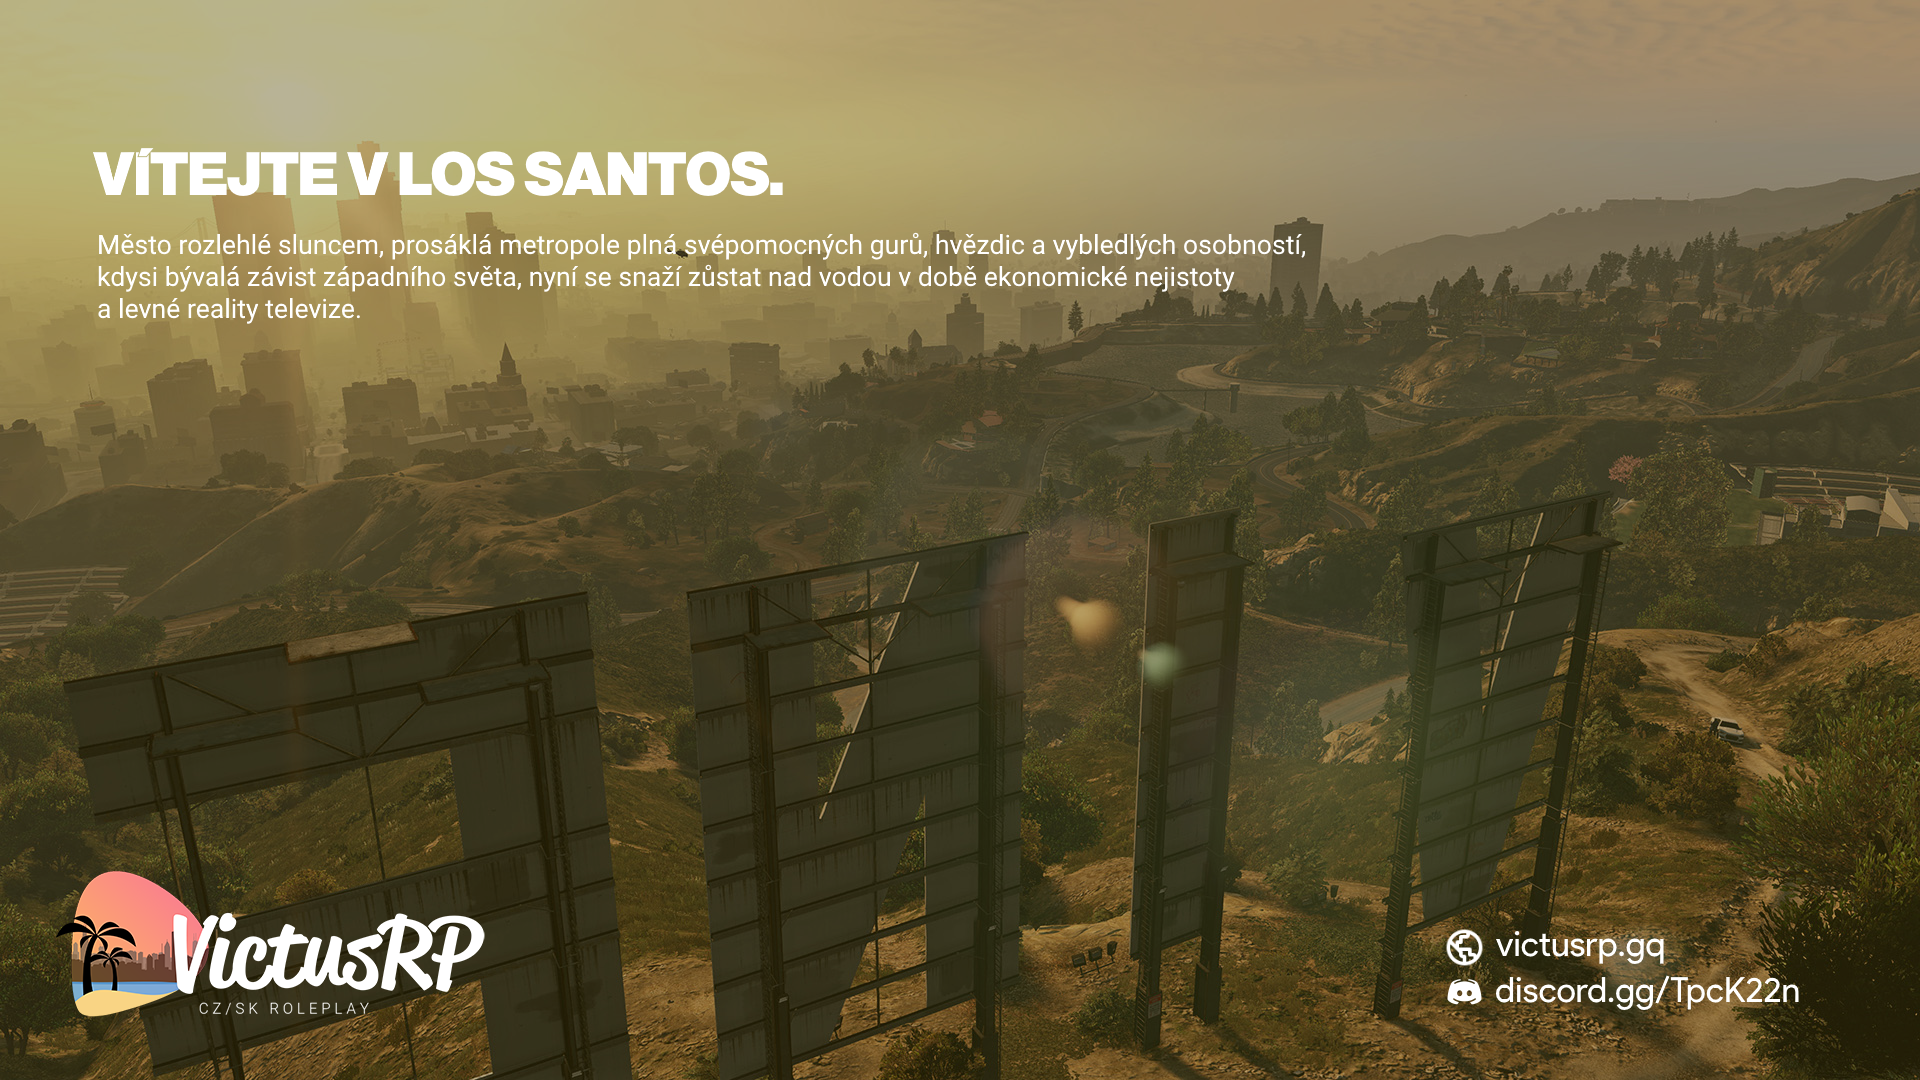 VÍTEJTE V LOS SANTOS.
Město rozlehlé sluncem, prosáklá metropole plná svépomocných gurů, hvězdic a vybledlých osobností,
kdysi bývalá závist západního světa, nyní se snaží zůstat nad vodou v době ekonomické nejistoty
a levné reality televize.
VictusRP
CZ/SK ROLEPLAY
victusrp.gq
discord.gg/TpcK22n